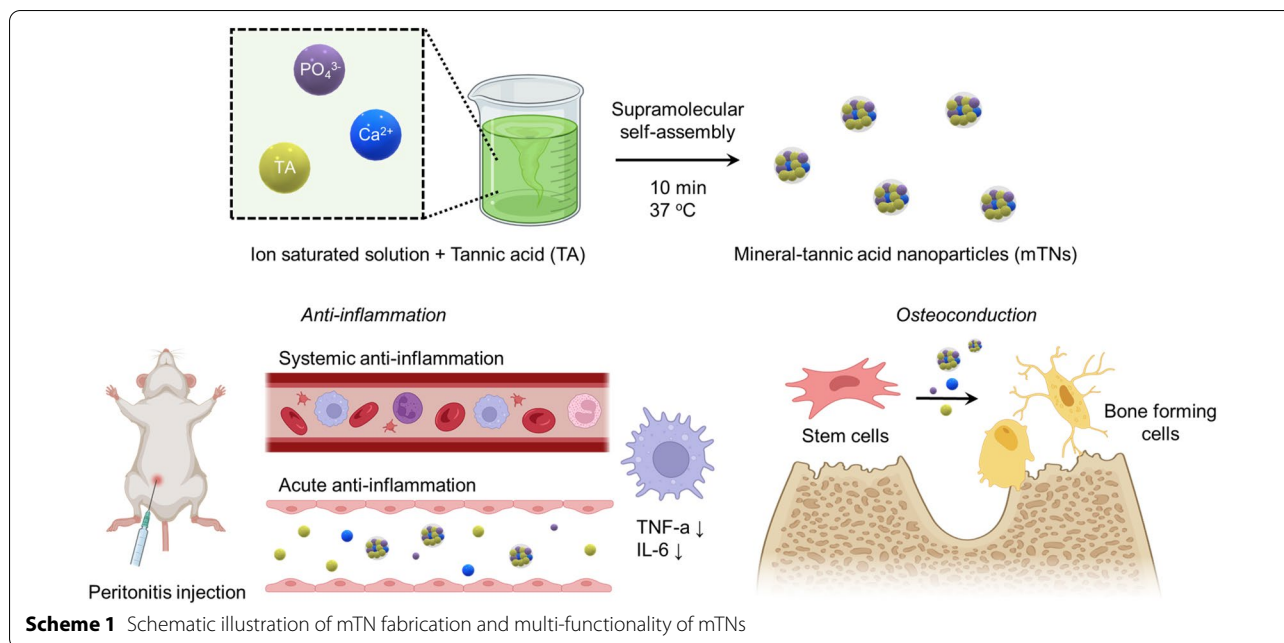 PO₄³⁻
Ca²⁺
TA
Supramolecular
self-assembly
10 min
37 ºC
Ion saturated solution + Tannic acid (TA)
Mineral-tannic acid nanoparticles (mTNs)
Anti-inflammation
Systemic anti-inflammation
Acute anti-inflammation
Peritonitis injection
TNF-a ↓
IL-6 ↓
Osteoconduction
Stem cells
Bone forming
cells
Scheme 1 Schematic illustration of mTN fabrication and multi-functionality of mTNs